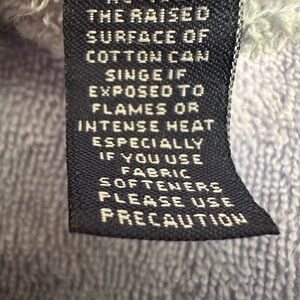 THE RAISED
SURFACE OF
COTTON CAN
SINGE IF
EXPOSED TO
FLAMES OR
INTENSE HEAT
ESPECIALLY
IF YOU USE
FABRIC
SOFTENERS
PLEASE USE
PRECAUTION